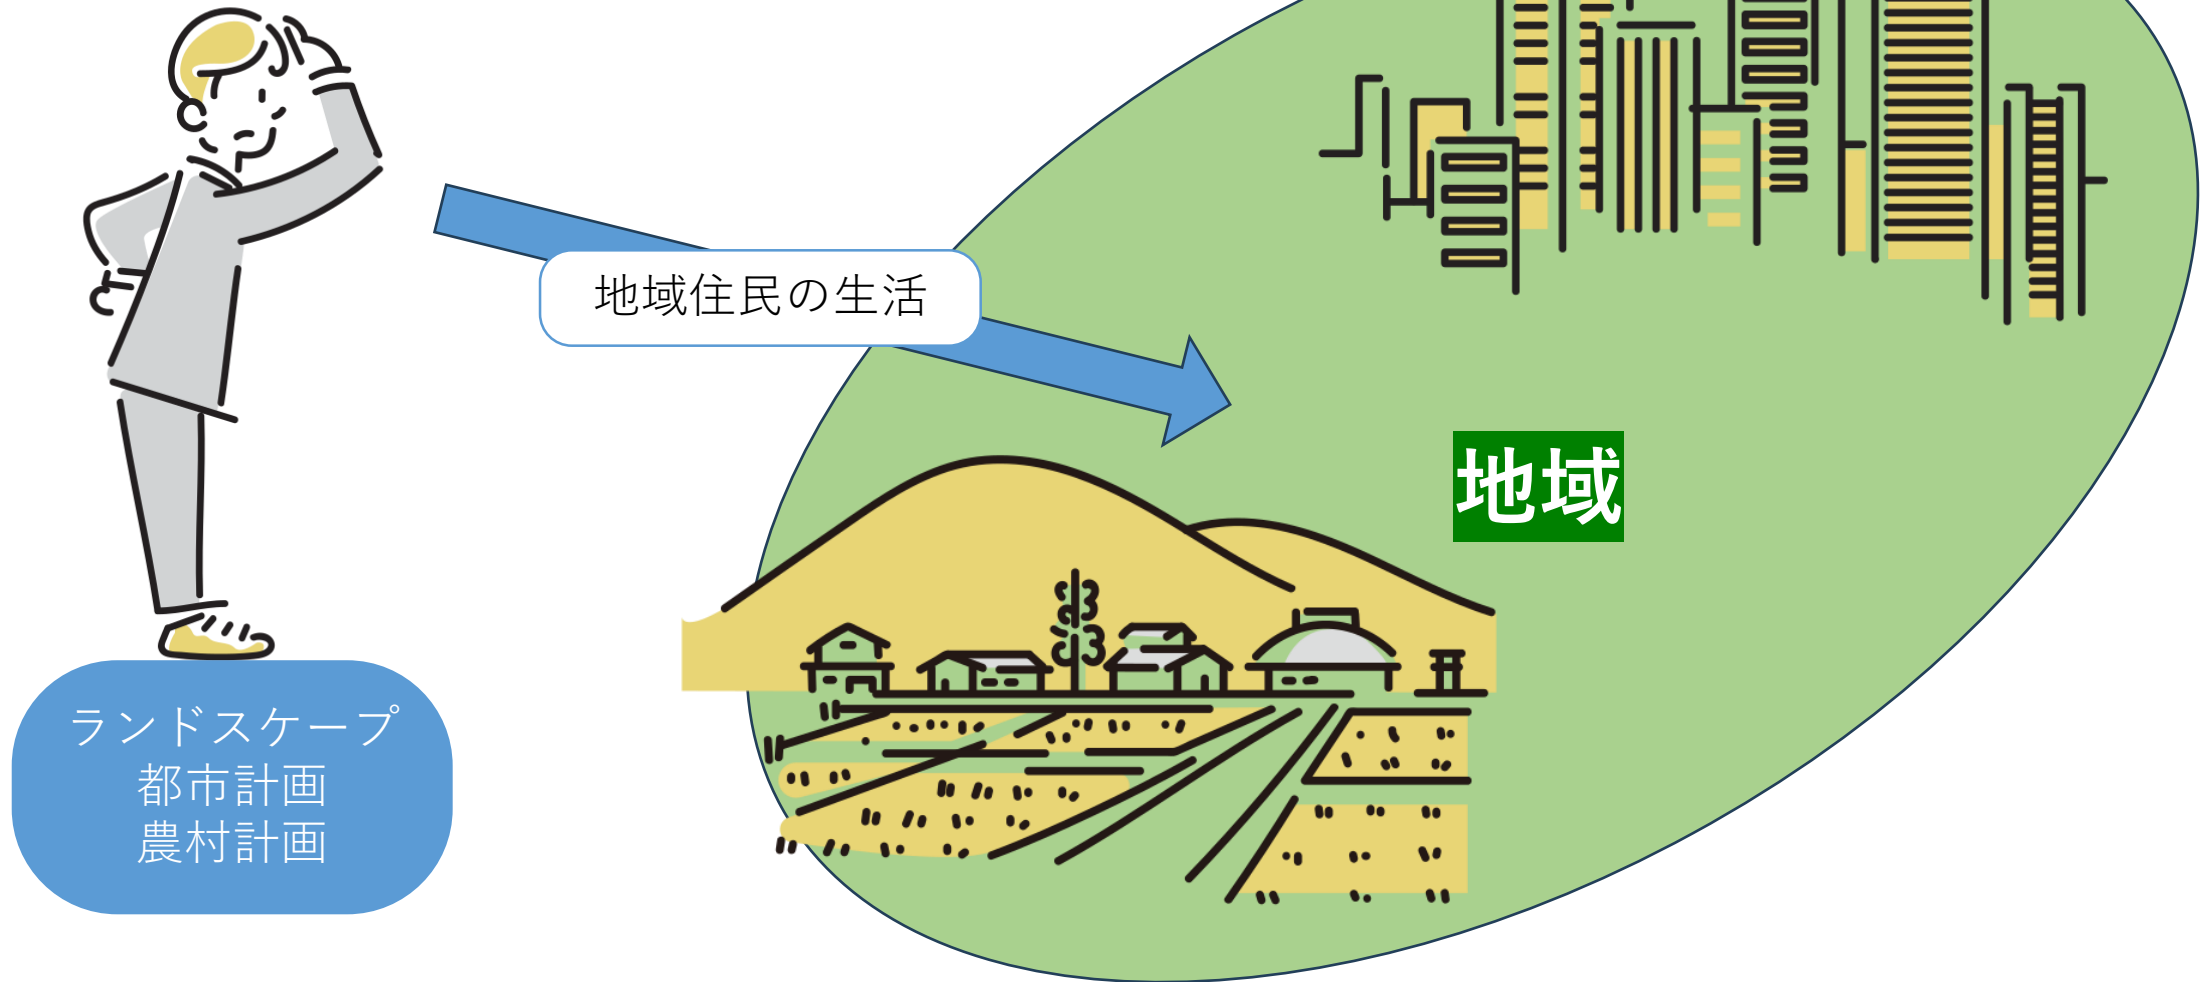 地域住民の生活
地域
ランドスケープ
都市計画
農村計画